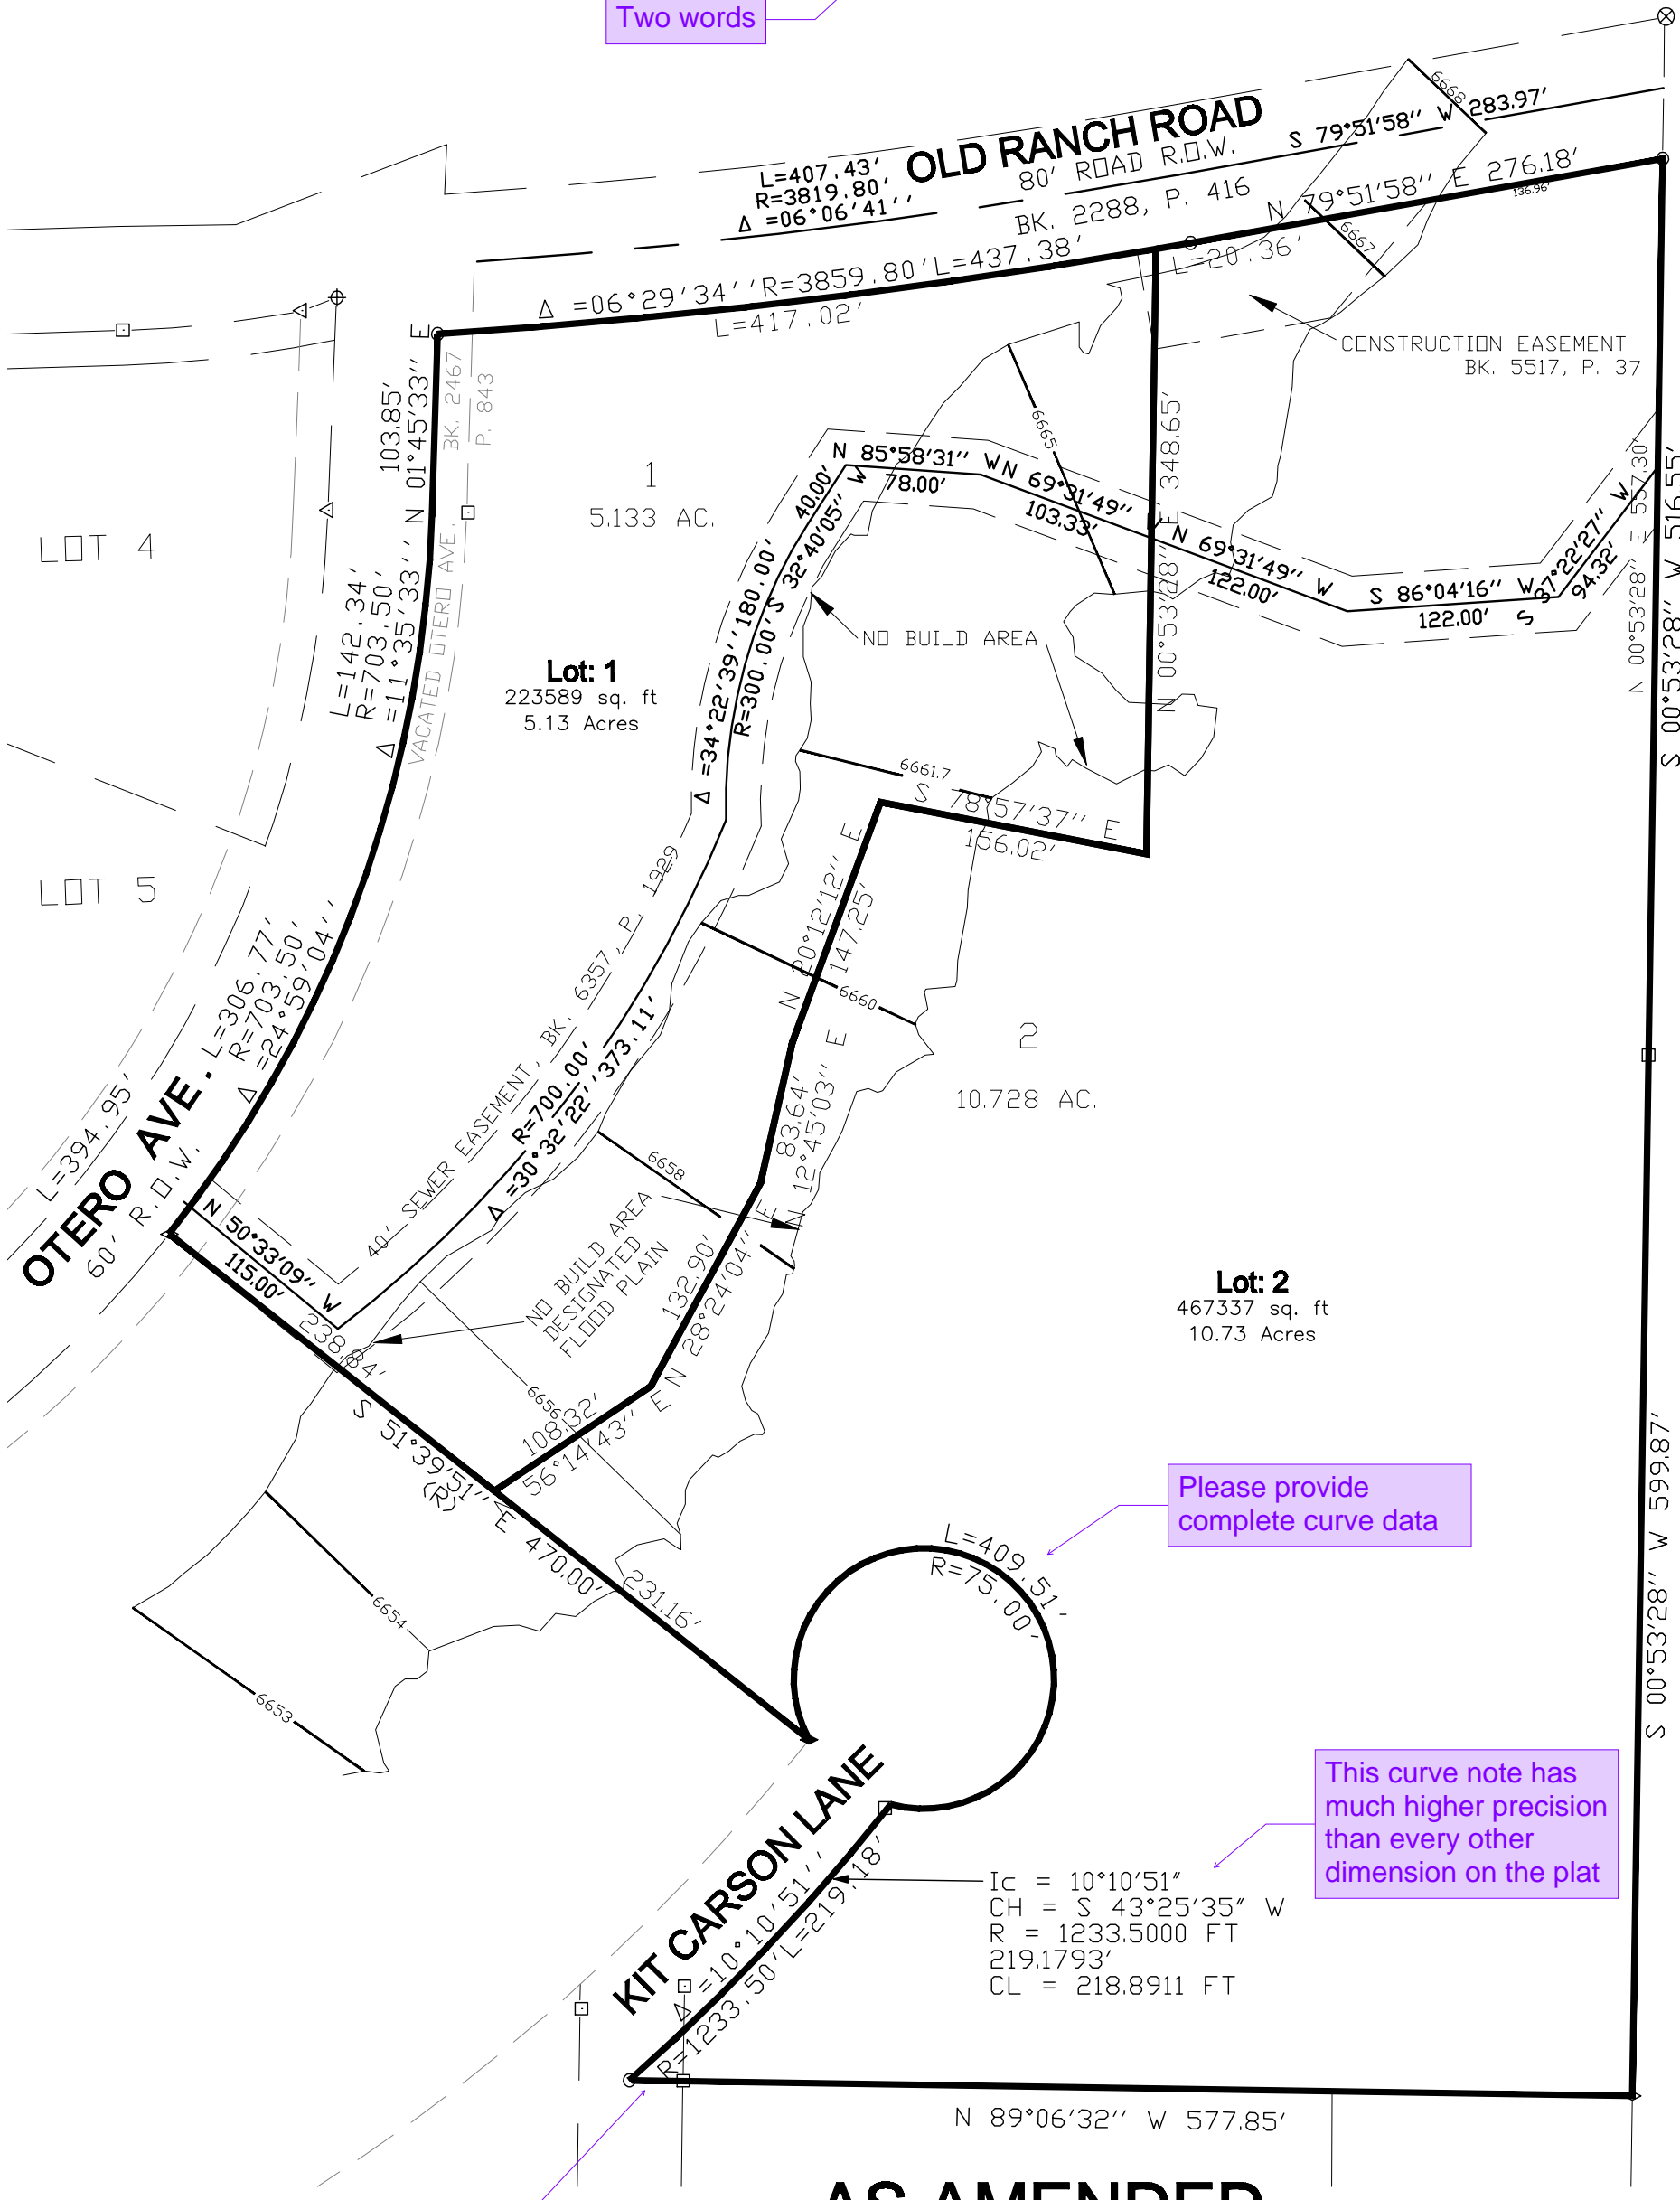 Two words
OLD RANCH ROAD
L=407.43'
R=3819.80'
Δ =06°06'41''
80' ROAD R.O.W.
BK. 2288, P. 416
S 79°51'58'' W 283.97'
N 79°51'58'' E 276.18'
136.96'
6668
6667
L=20.36'
Δ =06°29'34'' R=3859.80' L=437.38'
L=417.02'
CONSTRUCTION EASEMENT
BK. 5517, P. 37
103.85'
N 01°45'33'' E
BK. 2467
P. 843
VACATED OTERO AVE.
L=142.34'
R=703.50'
Δ =11°35'33''
LOT 4
LOT 5
1
5.133 AC.
Lot: 1
223589 sq. ft
5.13 Acres
6665
N 85°58'31'' W
78.00'
N 69°31'49'' W
103.33'
N 69°31'49'' W
122.00'
S 86°04'16'' W
122.00'
S 37°22'27'' W
94.32'
40.00'
S 32°40'05'' W
Δ =34°22'39'' 180.00'
R=300.00'
NO BUILD AREA
N 00°53'28'' E 348.65'
N 00°53'28'' E 557.30'
S 00°53'28'' W 516.55'
6661.7
S 78°57'37'' E
156.02'
N 20°12'12'' E
147.25'
6660
83.64'
N 12°45'03'' E
2
10.728 AC.
40' SEWER EASEMENT, BK. 6357, P. 1929
R=700.00'
Δ =30°32'22'' 373.11'
6658
L=306.77'
R=703.50'
Δ =24°59'04''
L=394.95'
OTERO AVE.
60' R.O.W.
N 50°33'09'' W
115.00'
238.84'
NO BUILD AREA
DESIGNATED
FLOOD PLAIN
132.90'
N 28°24'04'' E
6656
108.32'
N 56°14'43'' E
S 51°39'51'' E 470.00'
(R)
231.16'
6654
6653
Lot: 2
467337 sq. ft
10.73 Acres
Please provide
complete curve data
L=409.51'
R=75.00'
S 00°53'28'' W 599.87'
This curve note has
much higher precision
than every other
dimension on the plat
KIT CARSON LANE
Δ =10°10'51'' L=219.18'
R=1233.50'
Ic = 10°10'51"
CH = S 43°25'35" W
R = 1233.5000 FT
219.1793'
CL = 218.8911 FT
N 89°06'32'' W 577.85'
AS AMENDED